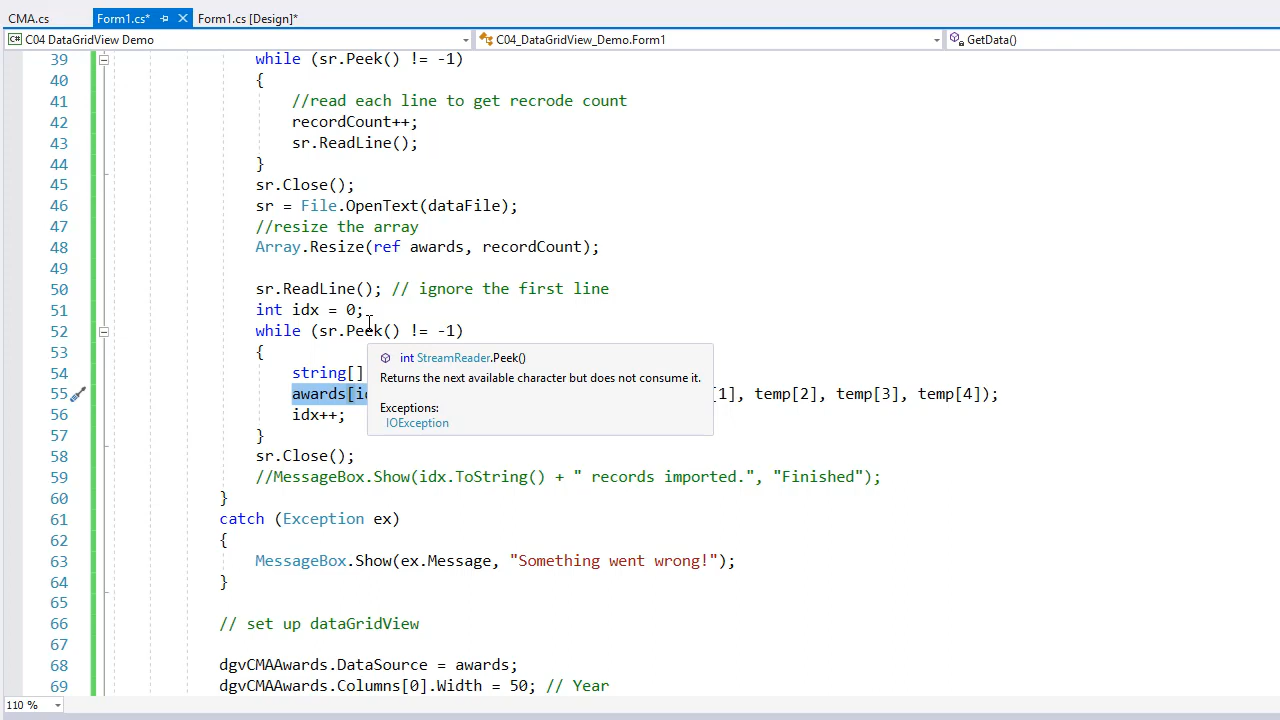 CMA.cs Form1.cs* Form1.cs [Design]*
C# C04 DataGridView Demo C04_DataGridView_Demo.Form1 GetData()
39 while (sr.Peek() != -1)
40 {
41 //read each line to get recrode count
42 recordCount++;
43 sr.ReadLine();
44 }
45 sr.Close();
46 sr = File.OpenText(dataFile);
47 //resize the array
48 Array.Resize(ref awards, recordCount);
49
50 sr.ReadLine(); // ignore the first line
51 int idx = 0;
52 while (sr.Peek() != -1)
53 {
int StreamReader.Peek()
Returns the next available character but does not consume it.
Exceptions:
IOException
54 string[]
55 awards[id [1], temp[2], temp[3], temp[4]);
56 idx++;
57 }
58 sr.Close();
59 //MessageBox.Show(idx.ToString() + " records imported.", "Finished");
60 }
61 catch (Exception ex)
62 {
63 MessageBox.Show(ex.Message, "Something went wrong!");
64 }
65
66 // set up dataGridView
67
68 dgvCMAAwards.DataSource = awards;
69 dgvCMAAwards.Columns[0].Width = 50; // Year
110 %